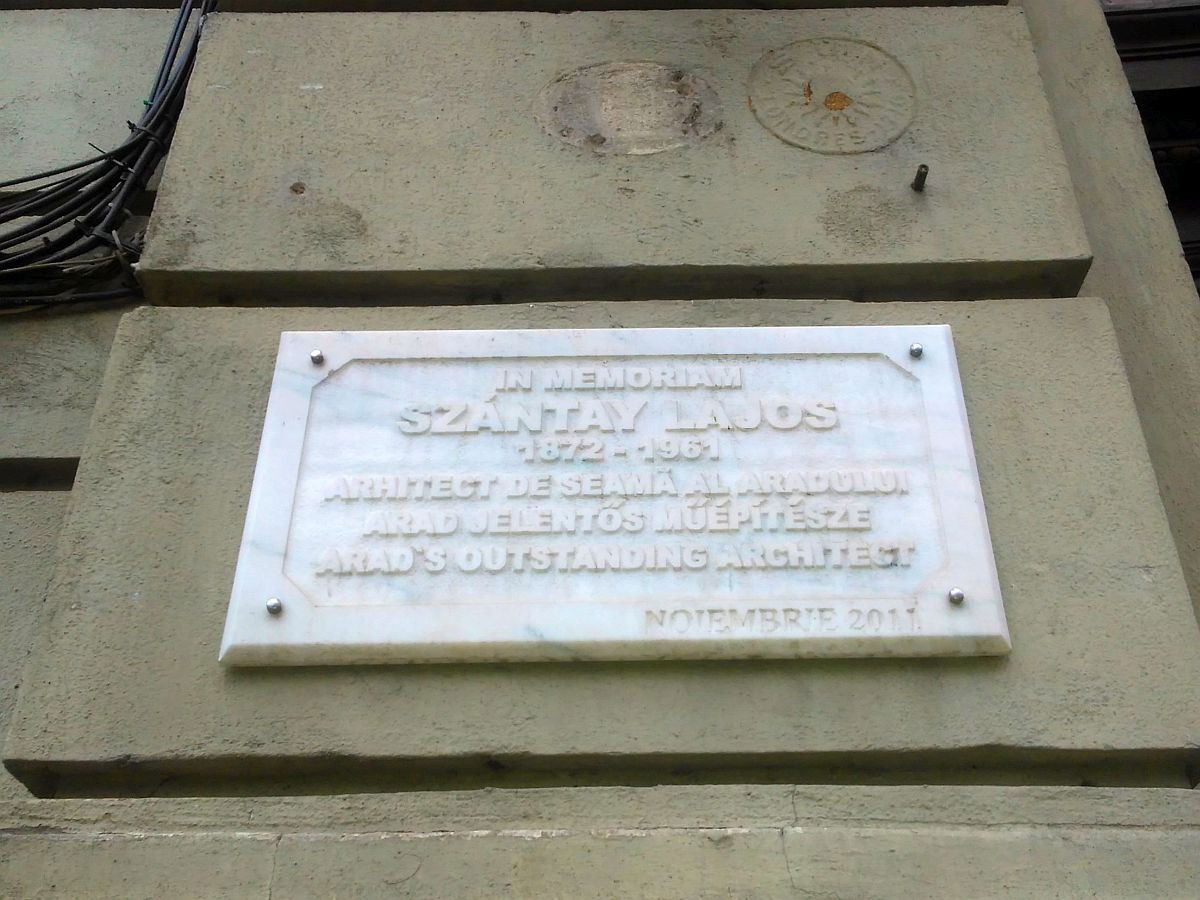 IN MEMORIAM
SZÁNTAY LAJOS
1872 - 1961
ARHITECT DE SEAMĂ AL ARADULUI
ARAD JELENTŐS MŰÉPÍTÉSZE
ARAD'S OUTSTANDING ARCHITECT
NOIEMBRIE 2011